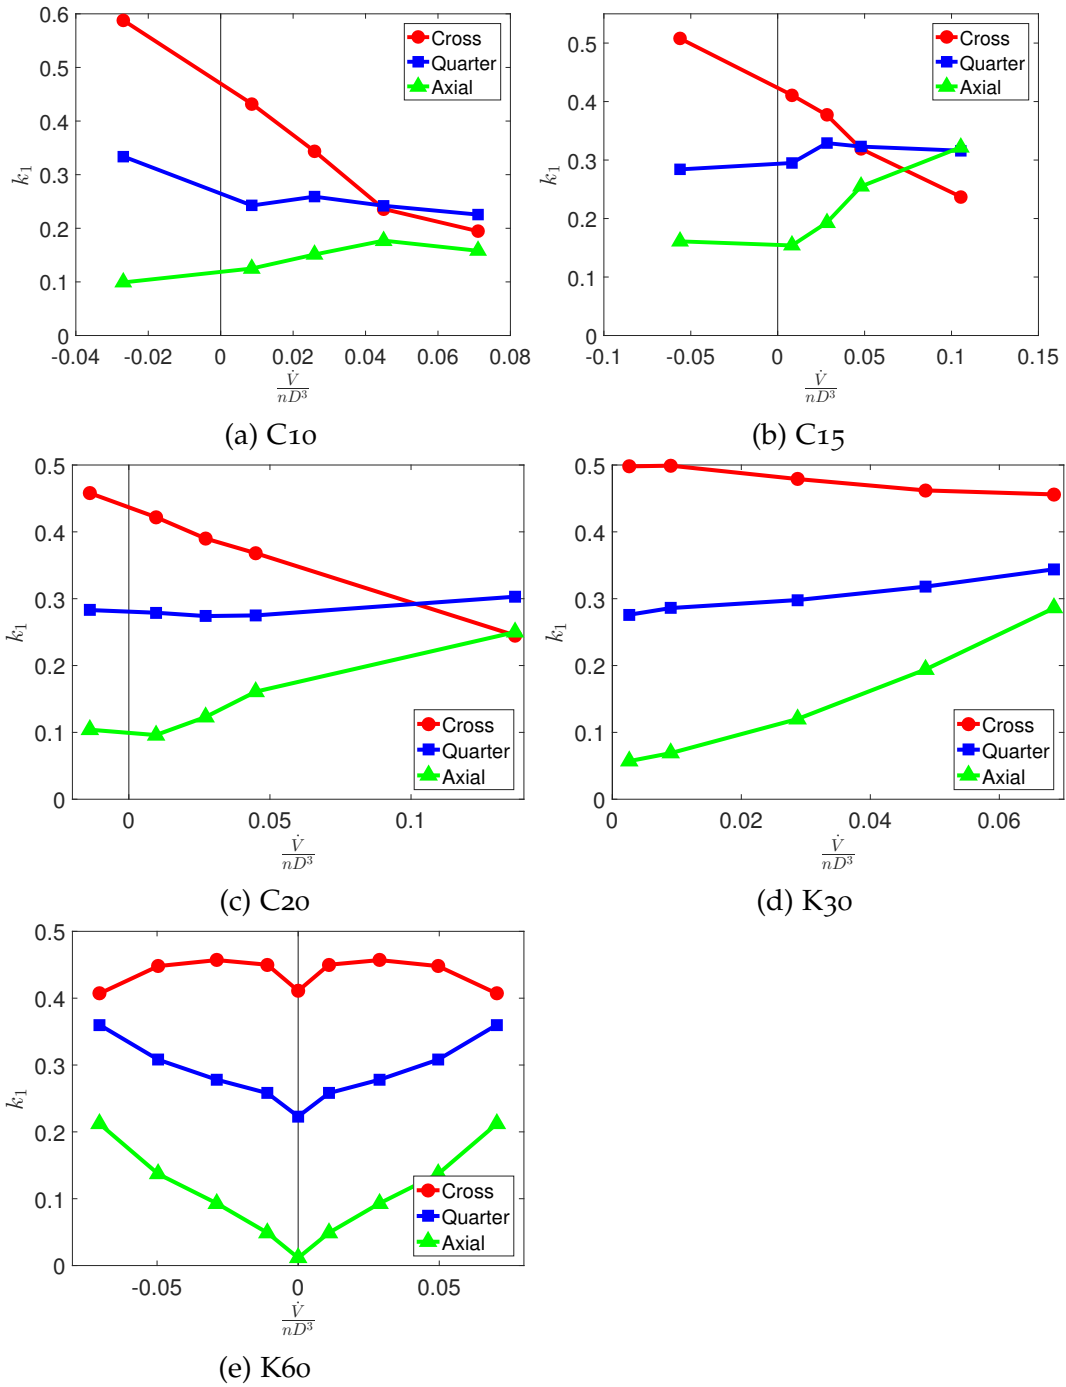 0.6
0.5
0.4
0.3
0.2
0.1
0
k₁
Cross
Quarter
Axial
-0.04 -0.02 0 0.02 0.04 0.06 0.08
V̇
nD³
(a) C10
0.5
0.4
0.3
0.2
0.1
0
k₁
Cross
Quarter
Axial
-0.1 -0.05 0 0.05 0.1 0.15
V̇
nD³
(b) C15
0.5
0.4
0.3
0.2
0.1
0
k₁
Cross
Quarter
Axial
0 0.05 0.1
V̇
nD³
(c) C20
0.5
0.4
0.3
0.2
0.1
0
k₁
Cross
Quarter
Axial
0 0.02 0.04 0.06
V̇
nD³
(d) K30
0.5
0.4
0.3
0.2
0.1
0
k₁
Cross
Quarter
Axial
-0.05 0 0.05
V̇
nD³
(e) K60